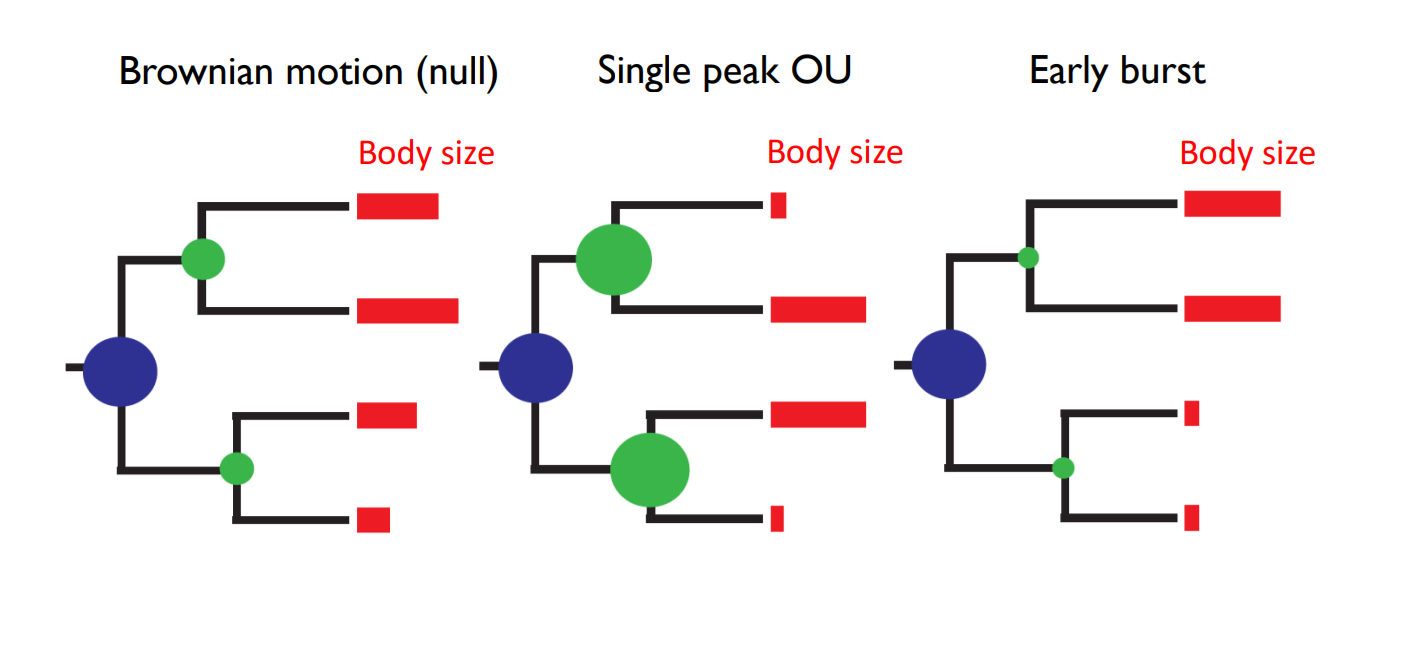 Brownian motion (null)
Single peak OU
Early burst
Body size
Body size
Body size